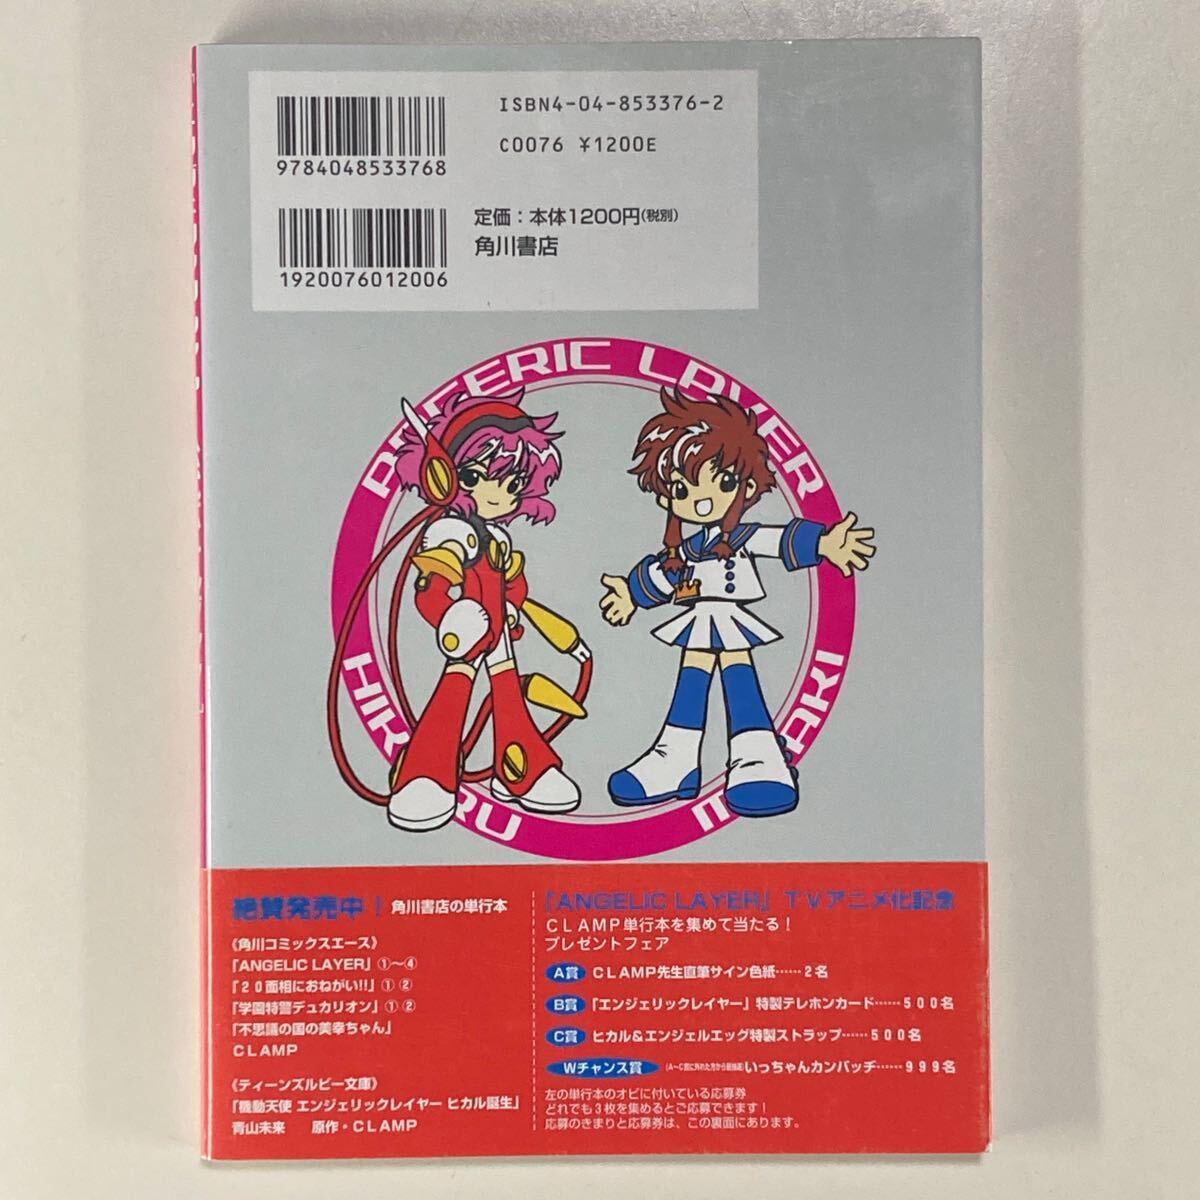 ISBN4-04-853376-2
C0076 ¥1200E
9784048533768
定価：本体1200円(税別)
角川書店
1920076012006
ANGELIC LAYER
HIKARU
MISAKI
絶賛発売中！ 角川書店の単行本
《角川コミックスエース》
「ANGELIC LAYER」①〜④
「20面相におねがい!!」①②
「学園特警デュカリオン」①②
「不思議の国の美幸ちゃん」
CLAMP
《ティーンズルビー文庫》
「機動天使 エンジェリックレイヤー ヒカル誕生」
青山未来 原作・CLAMP
「ANGELIC LAYER」TVアニメ化記念
CLAMP単行本を集めて当たる！
プレゼントフェア
A賞 CLAMP先生直筆サイン色紙……2名
B賞 「エンジェリックレイヤー」特製テレホンカード……500名
C賞 ヒカル&エンジェルエッグ特製ストラップ……500名
Wチャンス賞 (A〜C賞に外れた方から抽選) いっちゃんカンバッチ……999名
左の単行本のオビに付いている応募券
どれでも3枚を集めるとご応募できます！
応募のきまりと応募券は、この裏面にあります。